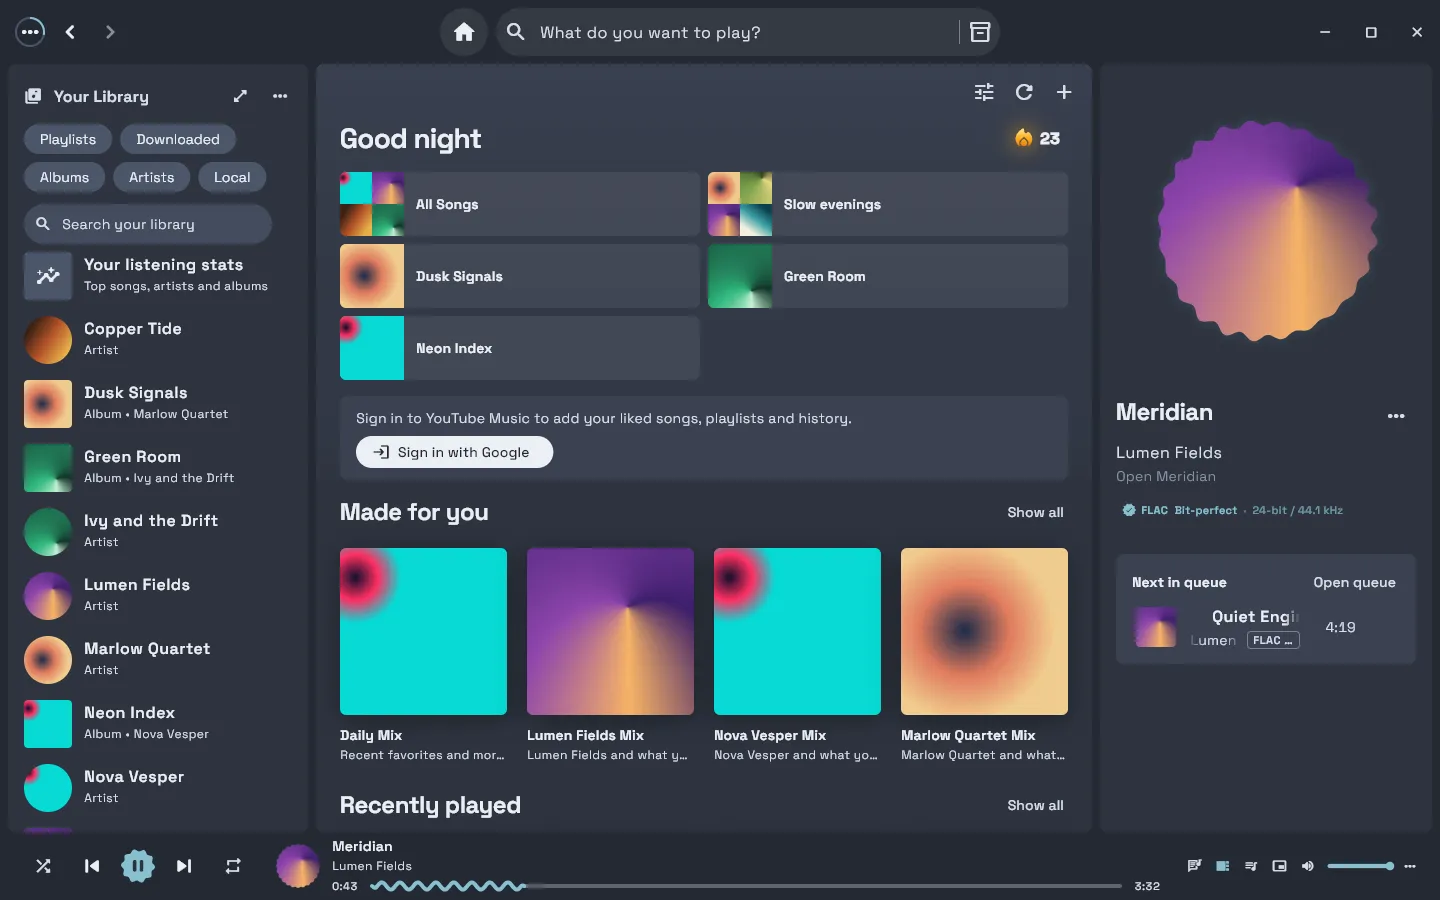 What do you want to play?
Your Library
Playlists
Downloaded
Albums
Artists
Local
Search your library
Your listening stats
Top songs, artists and albums
Copper Tide
Artist
Dusk Signals
Album • Marlow Quartet
Green Room
Album • Ivy and the Drift
Ivy and the Drift
Artist
Lumen Fields
Artist
Marlow Quartet
Artist
Neon Index
Album • Nova Vesper
Nova Vesper
Artist
Good night
23
All Songs
Slow evenings
Dusk Signals
Green Room
Neon Index
Sign in to YouTube Music to add your liked songs, playlists and history.
Sign in with Google
Made for you
Show all
Daily Mix
Recent favorites and mor...
Lumen Fields Mix
Lumen Fields and what y...
Nova Vesper Mix
Nova Vesper and what yo...
Marlow Quartet Mix
Marlow Quartet and what...
Recently played
Show all
Meridian
Lumen Fields
Open Meridian
FLAC Bit-perfect · 24-bit / 44.1 kHz
Next in queue
Open queue
Quiet Engi
Lumen
FLAC ...
4:19
Meridian
Lumen Fields
0:43
3:32